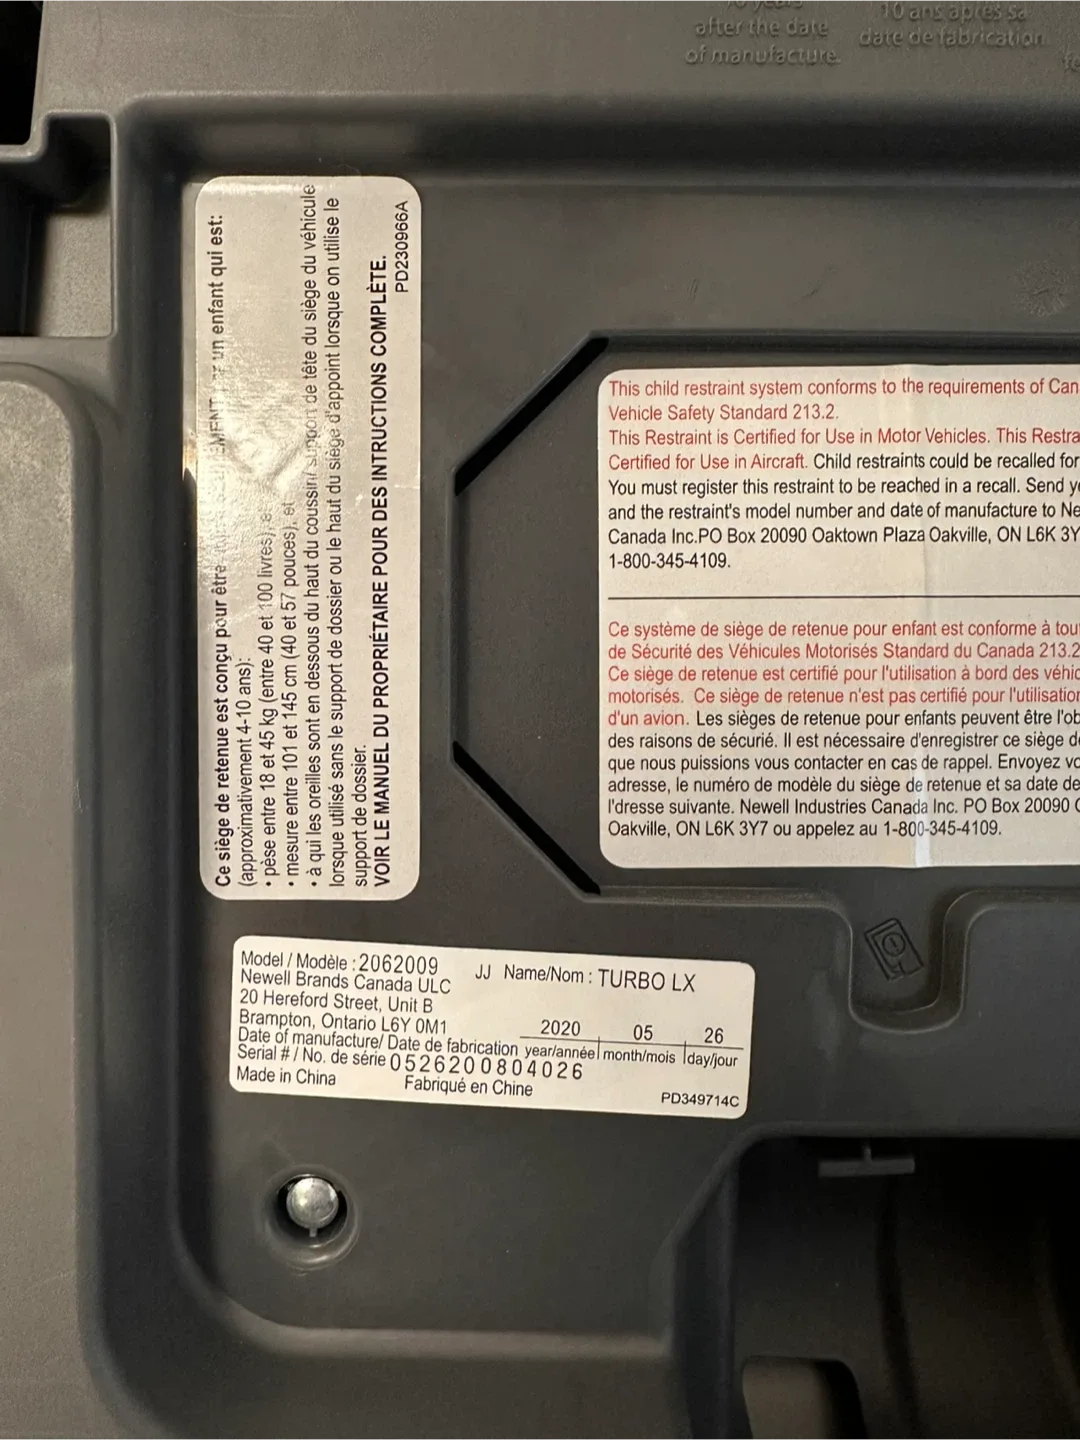 after the date
of manufacture
10 ans après sa
date de fabrication
Ce siège de retenue est conçu pour être un enfant qui est:
(approximativement 4-10 ans):
• pèse entre 18 et 45 kg (entre 40 et 100 livres), et
• mesure entre 101 et 145 cm (40 et 57 pouces), et
• à qui les oreilles sont en dessous du haut du coussin/ support de tête du siège du véhicule
lorsque utilisé sans le support de dossier ou le haut du siège d'appoint lorsque on utilise le
support de dossier.
VOIR LE MANUEL DU PROPRIÉTAIRE POUR DES INTRUCTIONS COMPLÈTE.
PD230966A
This child restraint system conforms to the requirements of Can
Vehicle Safety Standard 213.2.
This Restraint is Certified for Use in Motor Vehicles. This Restra
Certified for Use in Aircraft. Child restraints could be recalled for
You must register this restraint to be reached in a recall. Send y
and the restraint's model number and date of manufacture to Ne
Canada Inc.PO Box 20090 Oaktown Plaza Oakville, ON L6K 3Y
1-800-345-4109.
Ce système de siège de retenue pour enfant est conforme à tou
de Sécurité des Véhicules Motorisés Standard du Canada 213.2
Ce siège de retenue est certifié pour l'utilisation à bord des véhic
motorisés. Ce siège de retenue n'est pas certifié pour l'utilisation
d'un avion. Les sièges de retenue pour enfants peuvent être l'ob
des raisons de sécurié. Il est nécessaire d'enregistrer ce siège de
que nous puissions vous contacter en cas de rappel. Envoyez vo
adresse, le numéro de modèle du siège de retenue et sa date de
l'dresse suivante. Newell Industries Canada Inc. PO Box 20090
Oakville, ON L6K 3Y7 ou appelez au 1-800-345-4109.
Model / Modèle : 2062009 JJ Name/Nom : TURBO LX
Newell Brands Canada ULC
20 Hereford Street, Unit B
Brampton, Ontario L6Y 0M1 2020 05 26
Date of manufacture/ Date de fabrication year/année month/mois day/jour
Serial # / No. de série 0526200804026
Made in China Fabriqué en Chine PD349714C